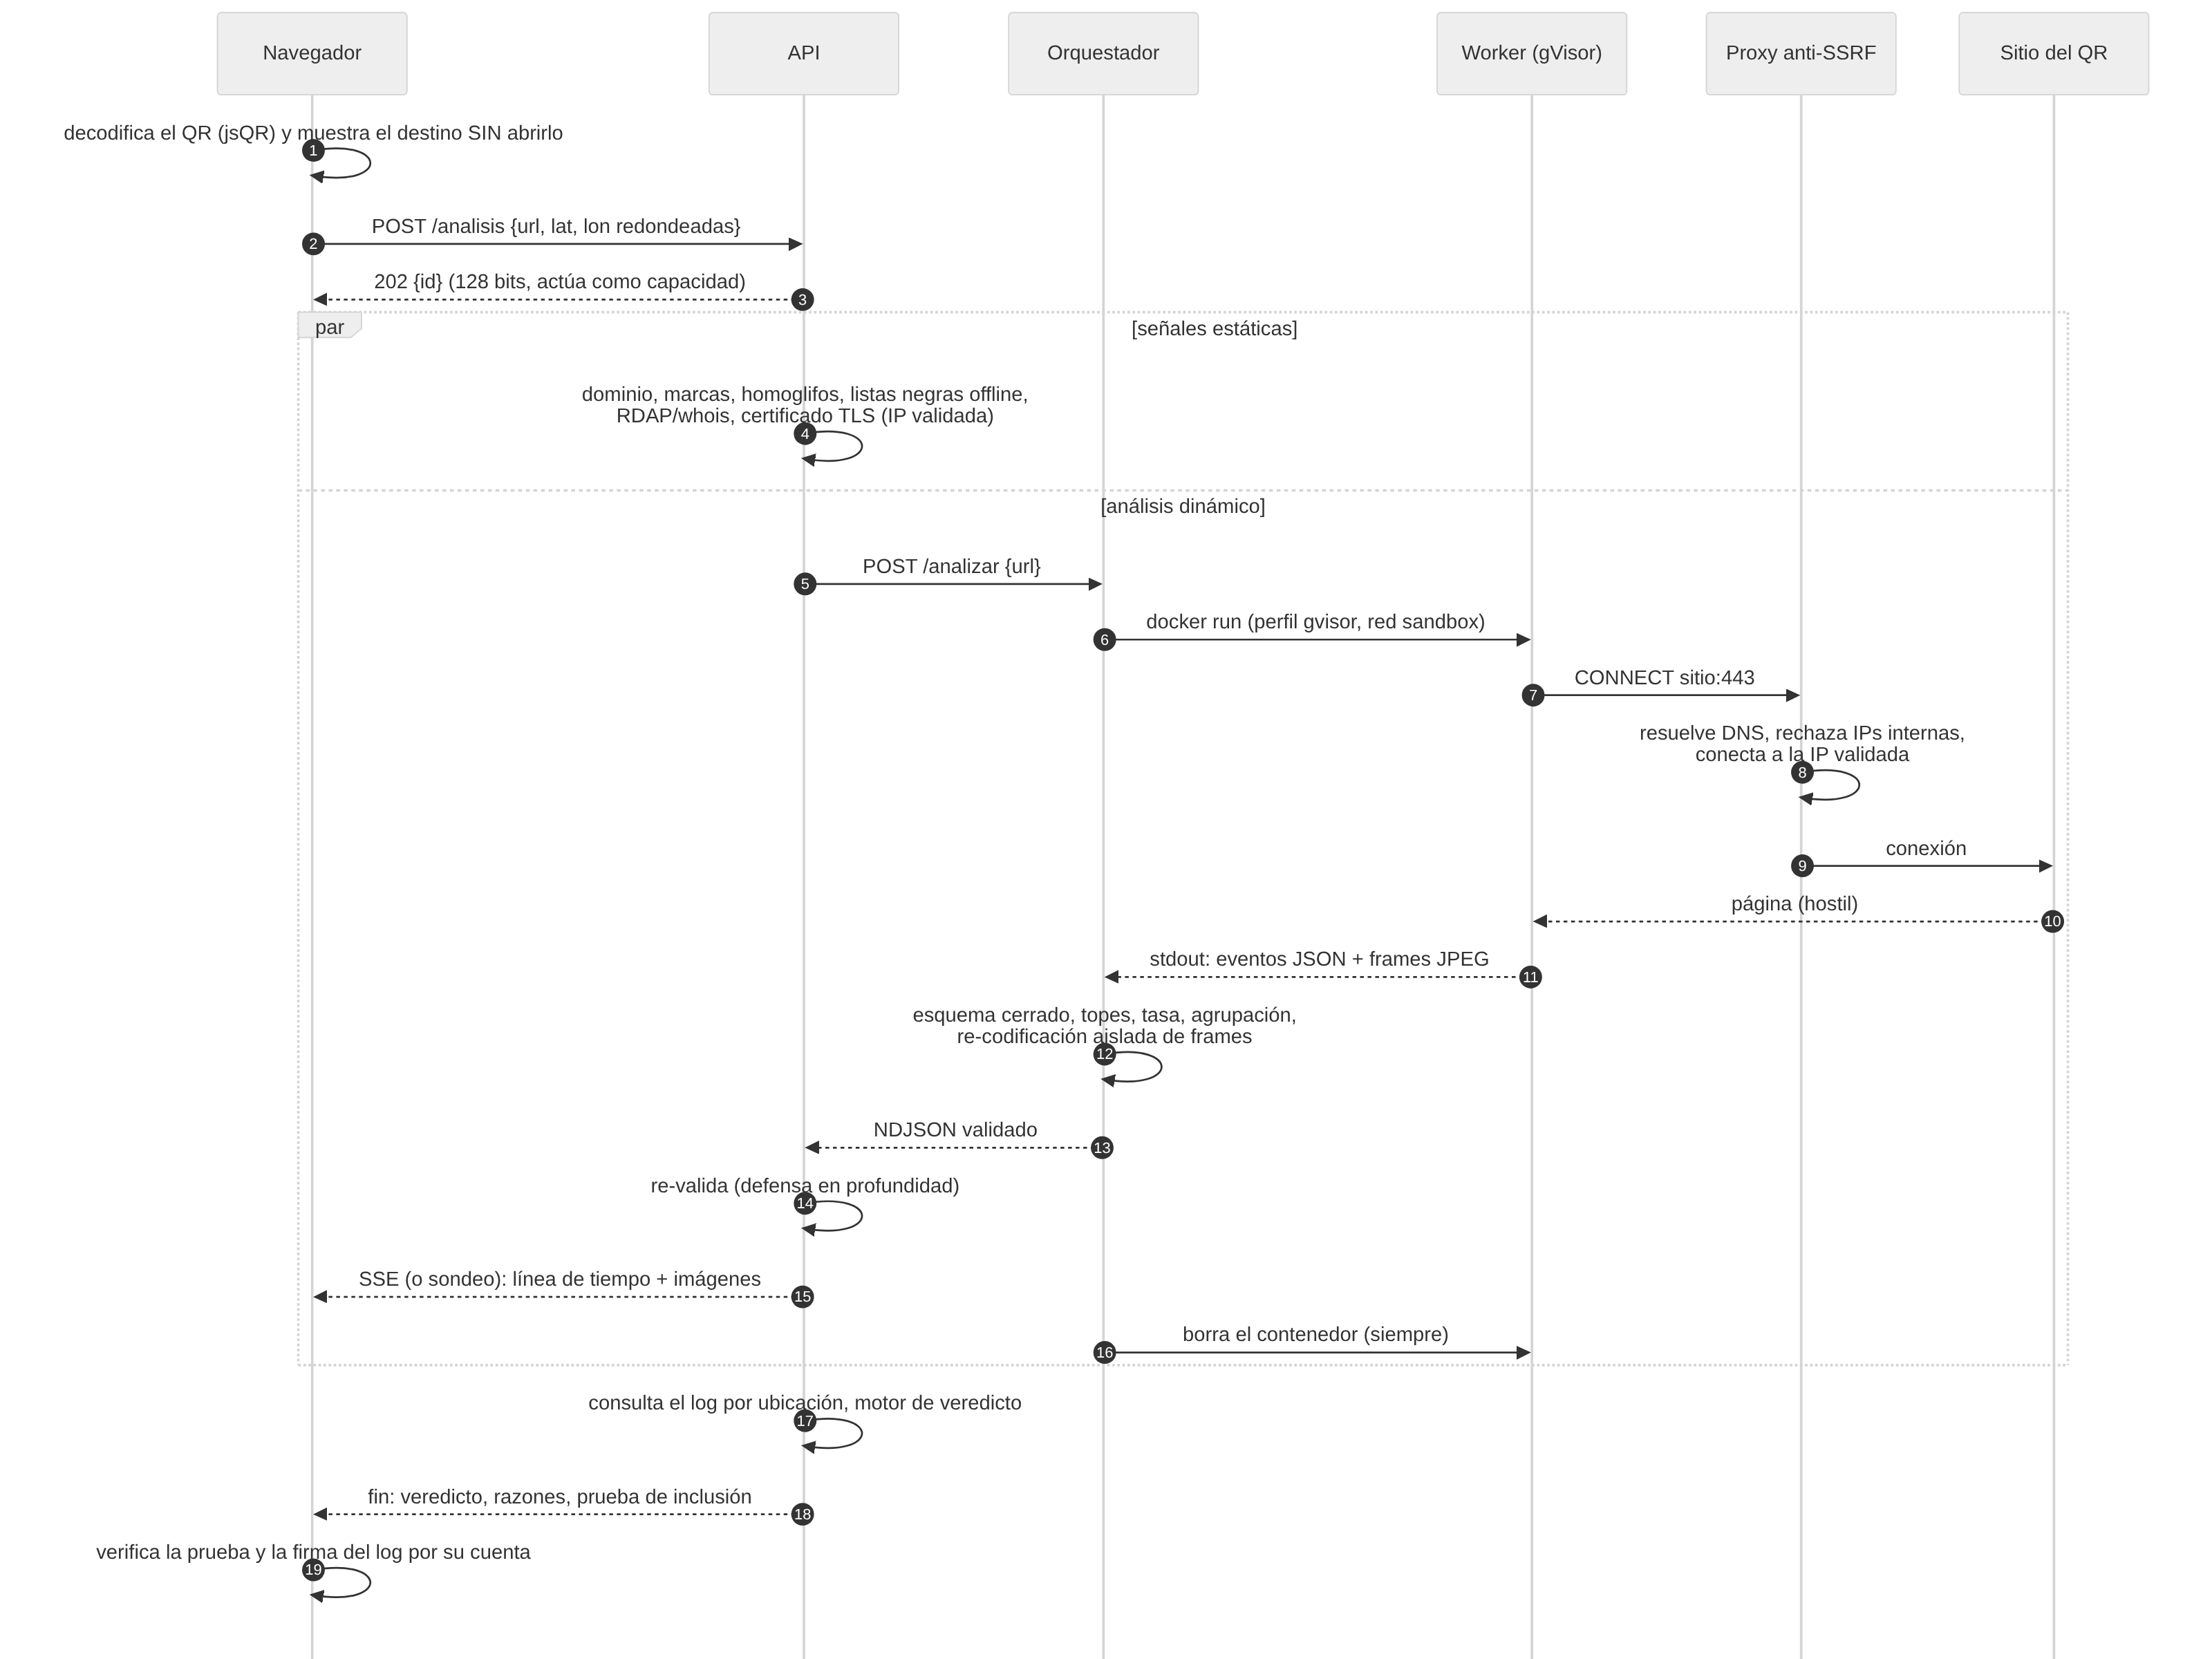 Navegador
API
Orquestador
Worker (gVisor)
Proxy anti-SSRF
Sitio del QR
decodifica el QR (jsQR) y muestra el destino SIN abrirlo
1
POST /analisis {url, lat, lon redondeadas}
2
202 {id} (128 bits, actúa como capacidad)
3
par
[señales estáticas]
dominio, marcas, homoglifos, listas negras offline,
RDAP/whois, certificado TLS (IP validada)
4
[análisis dinámico]
POST /analizar {url}
5
docker run (perfil gvisor, red sandbox)
6
CONNECT sitio:443
7
resuelve DNS, rechaza IPs internas,
conecta a la IP validada
8
conexión
9
página (hostil)
10
stdout: eventos JSON + frames JPEG
11
esquema cerrado, topes, tasa, agrupación,
re-codificación aislada de frames
12
NDJSON validado
13
re-valida (defensa en profundidad)
14
SSE (o sondeo): línea de tiempo + imágenes
15
borra el contenedor (siempre)
16
consulta el log por ubicación, motor de veredicto
17
fin: veredicto, razones, prueba de inclusión
18
verifica la prueba y la firma del log por su cuenta
19